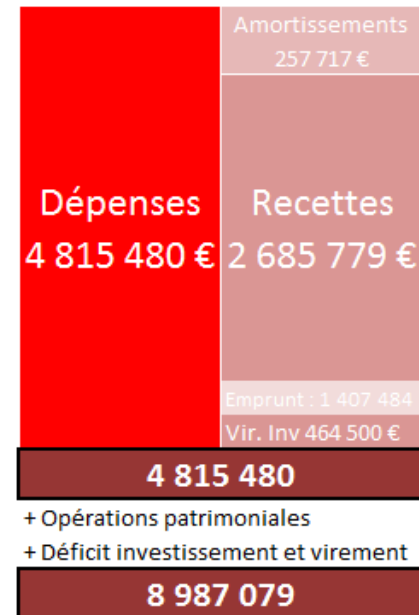 Amortissements
257 717 €
Dépenses
4 815 480 €
Recettes
2 685 779 €
Emprunt : 1 407 484
Vir. Inv 464 500 €
4 815 480
+ Opérations patrimoniales
+ Déficit investissement et virement
8 987 079